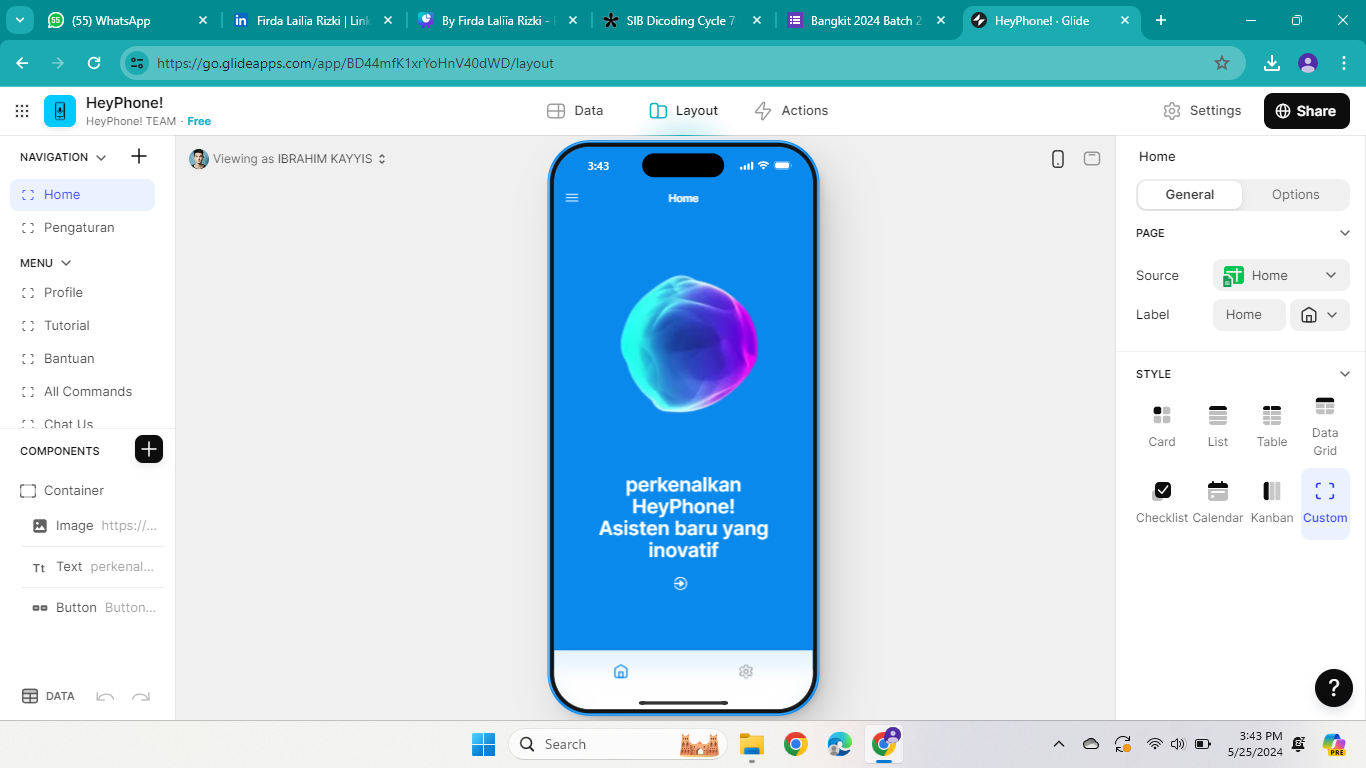 (55) WhatsApp
Firda Lailia Rizki | Link
By Firda Laliia Rizki -
SIB Dicoding Cycle 7
Bangkit 2024 Batch 2
HeyPhone! · Glide
https://go.glideapps.com/app/BD44mfK1xrYoHnV40dWD/layout
HeyPhone!
HeyPhone! TEAM · Free
Data
Layout
Actions
Settings
Share
NAVIGATION
Home
Pengaturan
MENU
Profile
Tutorial
Bantuan
All Commands
Chat Us
COMPONENTS
Container
Image https://...
Text perkenal...
Button Button...
DATA
Viewing as IBRAHIM KAYYIS
3:43
Home
perkenalkan
HeyPhone!
Asisten baru yang
inovatif
Home
General
Options
PAGE
Source
Home
Label
Home
STYLE
Card
List
Table
Data
Grid
Checklist
Calendar
Kanban
Custom
?
Search
3:43 PM
5/25/2024
PRE